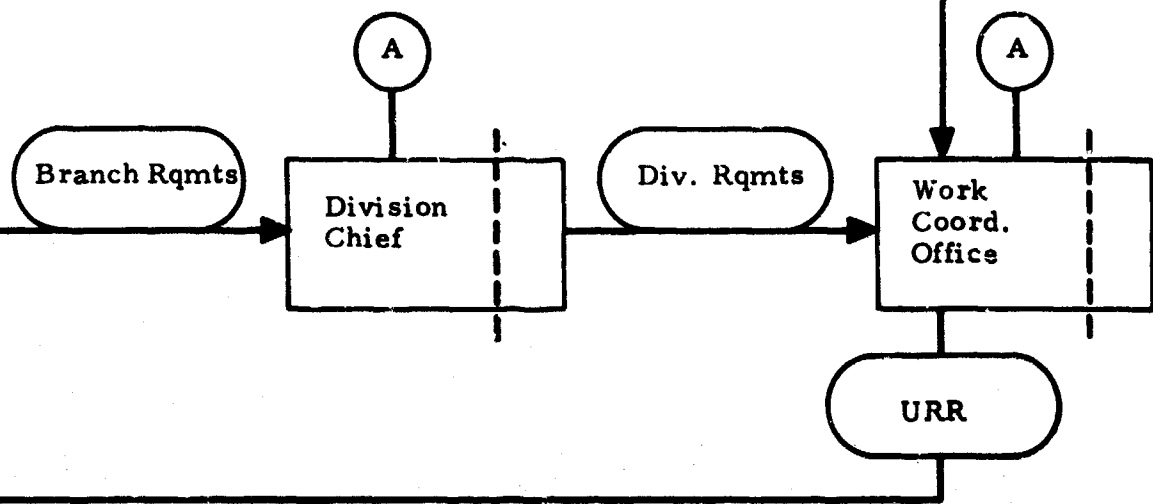 A
A
Branch Rqmts
Division
Chief
Div. Rqmts
Work
Coord.
Office
URR